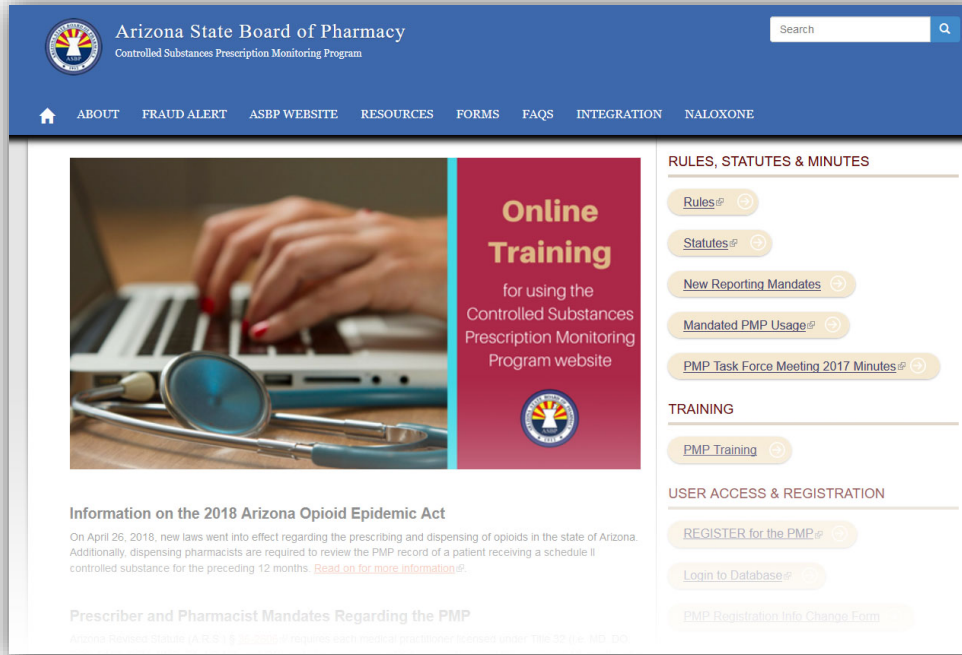 Arizona State Board of Pharmacy
Controlled Substances Prescription Monitoring Program
Search
ABOUT FRAUD ALERT ASBP WEBSITE RESOURCES FORMS FAQS INTEGRATION NALOXONE
Online
Training
for using the
Controlled Substances
Prescription Monitoring
Program website
Information on the 2018 Arizona Opioid Epidemic Act
On April 26, 2018, new laws went into effect regarding the prescribing and dispensing of opioids in the state of Arizona.
Additionally, dispensing pharmacists are required to review the PMP record of a patient receiving a schedule II
controlled substance for the preceding 12 months. Read on for more information.
Prescriber and Pharmacist Mandates Regarding the PMP
RULES, STATUTES & MINUTES
Rules
Statutes
New Reporting Mandates
Mandated PMP Usage
PMP Task Force Meeting 2017 Minutes
TRAINING
PMP Training
USER ACCESS & REGISTRATION
REGISTER for the PMP
Login to Database
PMP Registration Info Change Form